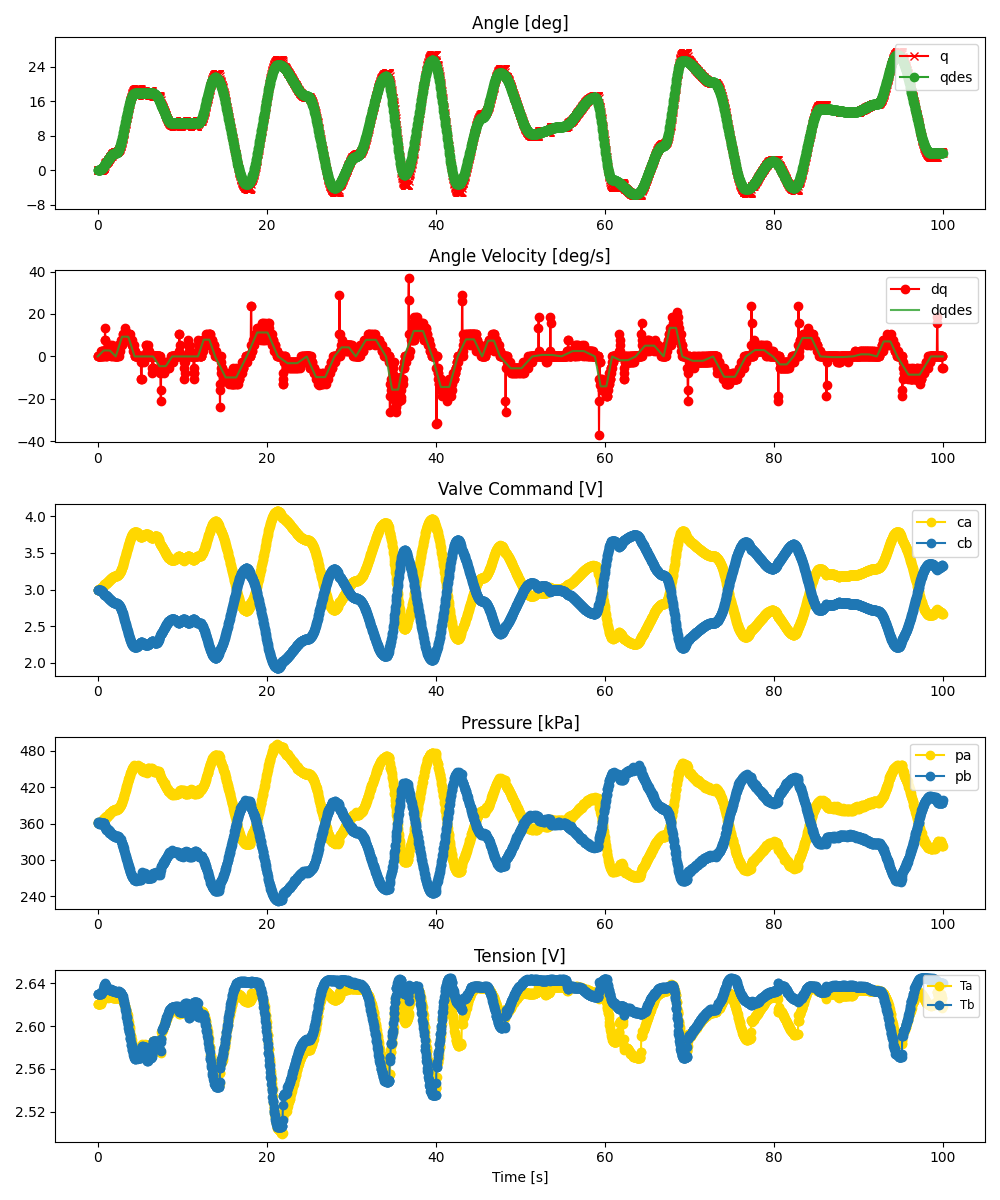 Angle [deg]
24
16
8
0
−8
q
qdes
0 20 40 60 80 100
Angle Velocity [deg/s]
40
20
0
−20
−40
dq
dqdes
0 20 40 60 80 100
Valve Command [V]
4.0
3.5
3.0
2.5
2.0
ca
cb
0 20 40 60 80 100
Pressure [kPa]
480
420
360
300
240
pa
pb
0 20 40 60 80 100
Tension [V]
2.64
2.60
2.56
2.52
Ta
Tb
0 20 40 60 80 100
Time [s]